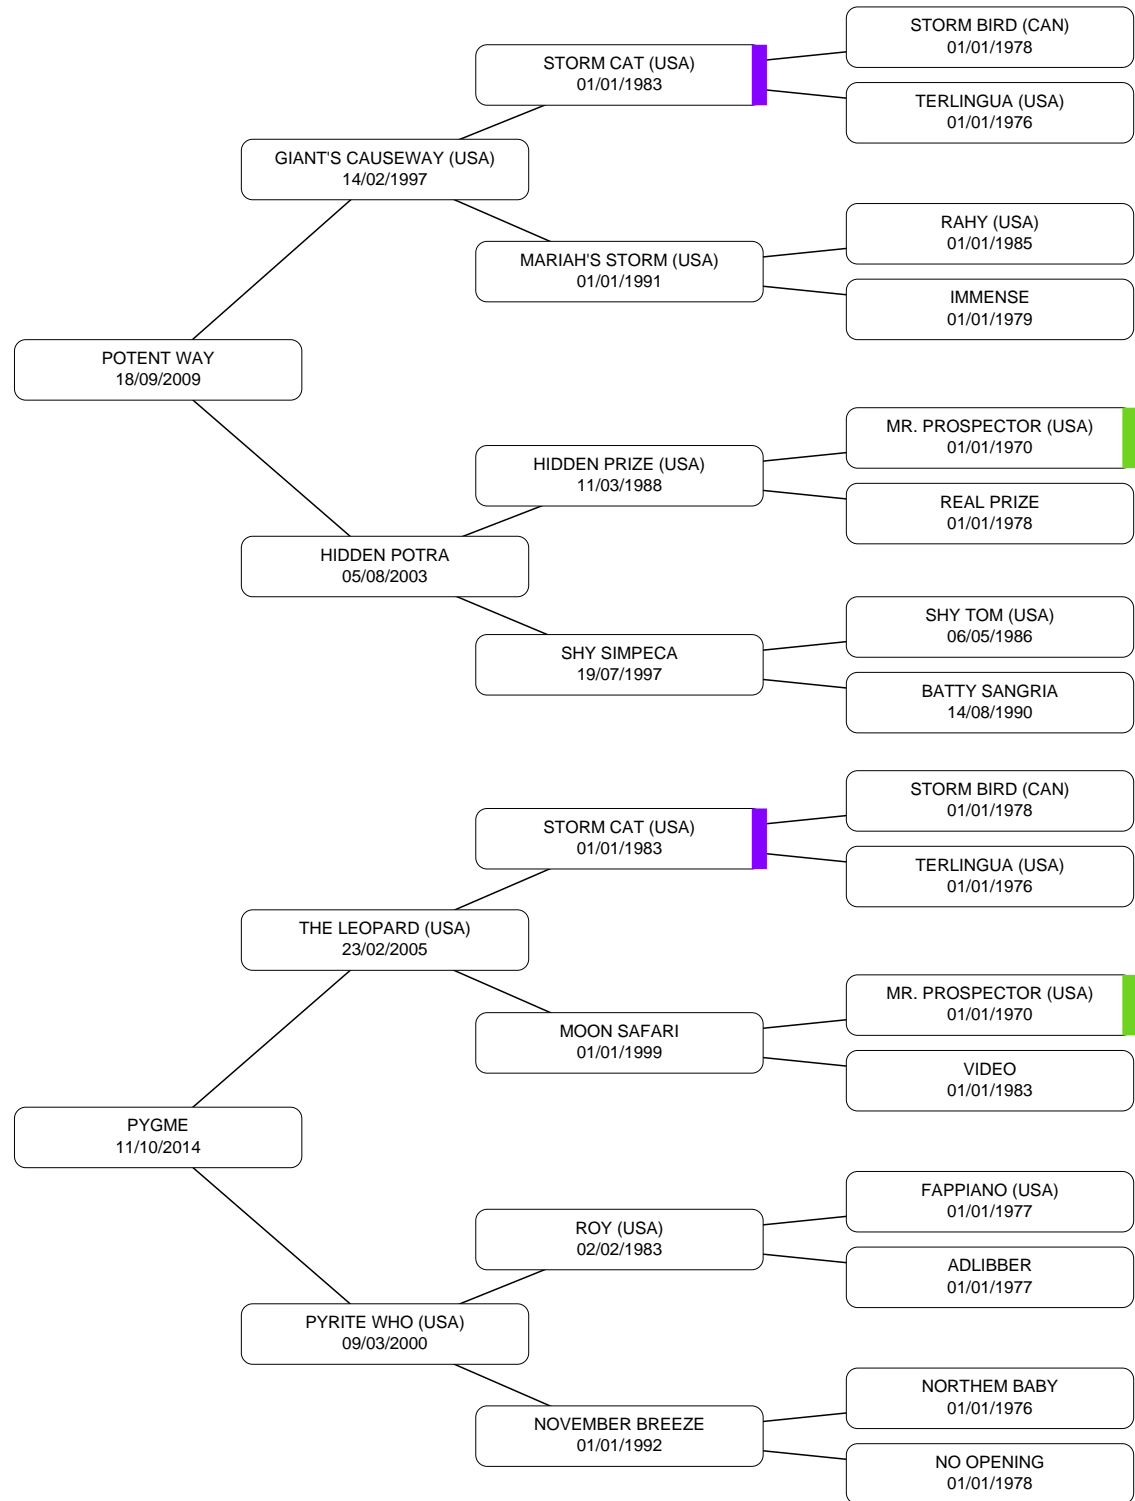 STORM BIRD (CAN)
01/01/1978
STORM CAT (USA)
01/01/1983
TERLINGUA (USA)
01/01/1976
GIANT'S CAUSEWAY (USA)
14/02/1997
RAHY (USA)
01/01/1985
MARIAH'S STORM (USA)
01/01/1991
IMMENSE
01/01/1979
POTENT WAY
18/09/2009
MR. PROSPECTOR (USA)
01/01/1970
HIDDEN PRIZE (USA)
11/03/1988
REAL PRIZE
01/01/1978
HIDDEN POTRA
05/08/2003
SHY TOM (USA)
06/05/1986
SHY SIMPECA
19/07/1997
BATTY SANGRIA
14/08/1990
STORM BIRD (CAN)
01/01/1978
STORM CAT (USA)
01/01/1983
TERLINGUA (USA)
01/01/1976
THE LEOPARD (USA)
23/02/2005
MR. PROSPECTOR (USA)
01/01/1970
MOON SAFARI
01/01/1999
VIDEO
01/01/1983
PYGME
11/10/2014
FAPPIANO (USA)
01/01/1977
ROY (USA)
02/02/1983
ADLIBBER
01/01/1977
PYRITE WHO (USA)
09/03/2000
NORTHEM BABY
01/01/1976
NOVEMBER BREEZE
01/01/1992
NO OPENING
01/01/1978